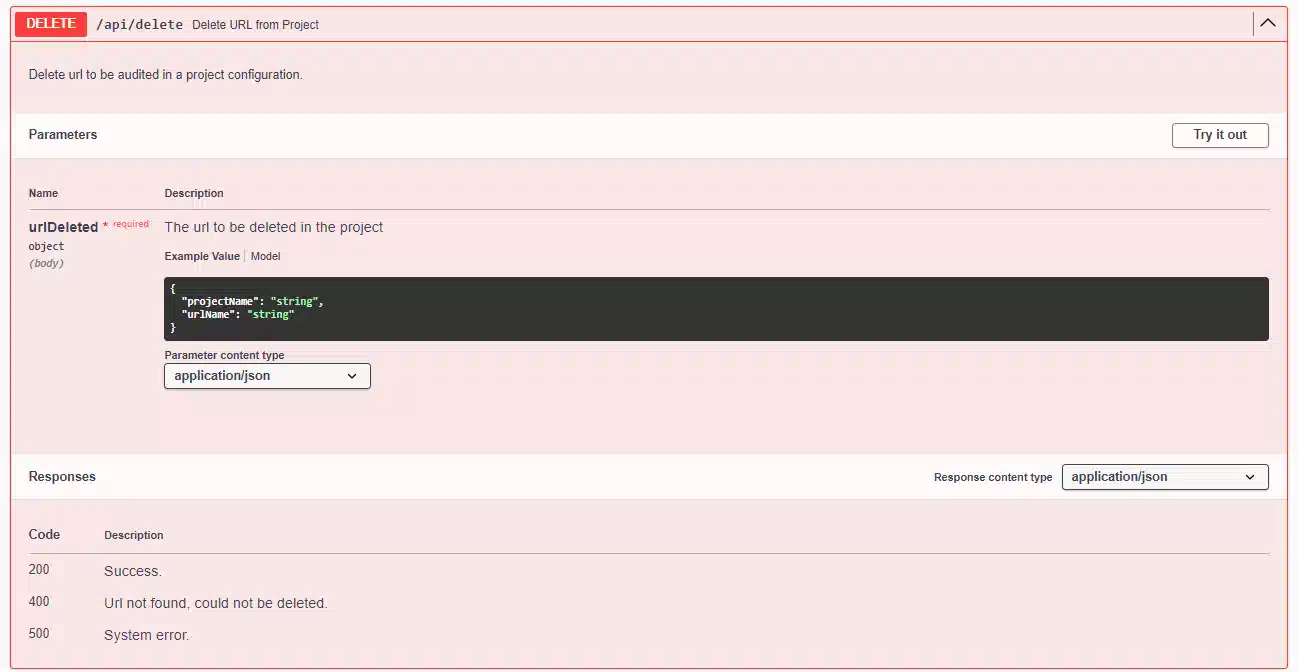 DELETE /api/delete Delete URL from Project
Delete url to be audited in a project configuration.
Parameters Try it out
Name Description
urlDeleted * required The url to be deleted in the project
object
(body)
Example Value Model
{
"projectName": "string",
"urlName": "string"
}
Parameter content type
application/json
Responses Response content type application/json
Code Description
200 Success.
400 Url not found, could not be deleted.
500 System error.